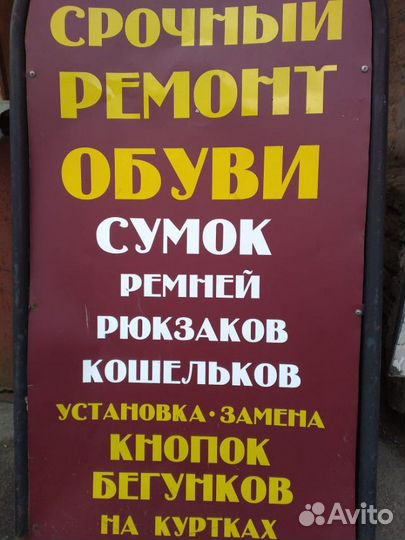 СРОЧНЫЙ
РЕМОНТ
ОБУВИ
СУМОК
РЕМНЕЙ
РЮКЗАКОВ
КОШЕЛЬКОВ
УСТАНОВКА · ЗАМЕНА
КНОПОК
БЕГУНКОВ
НА КУРТКАХ
Avito